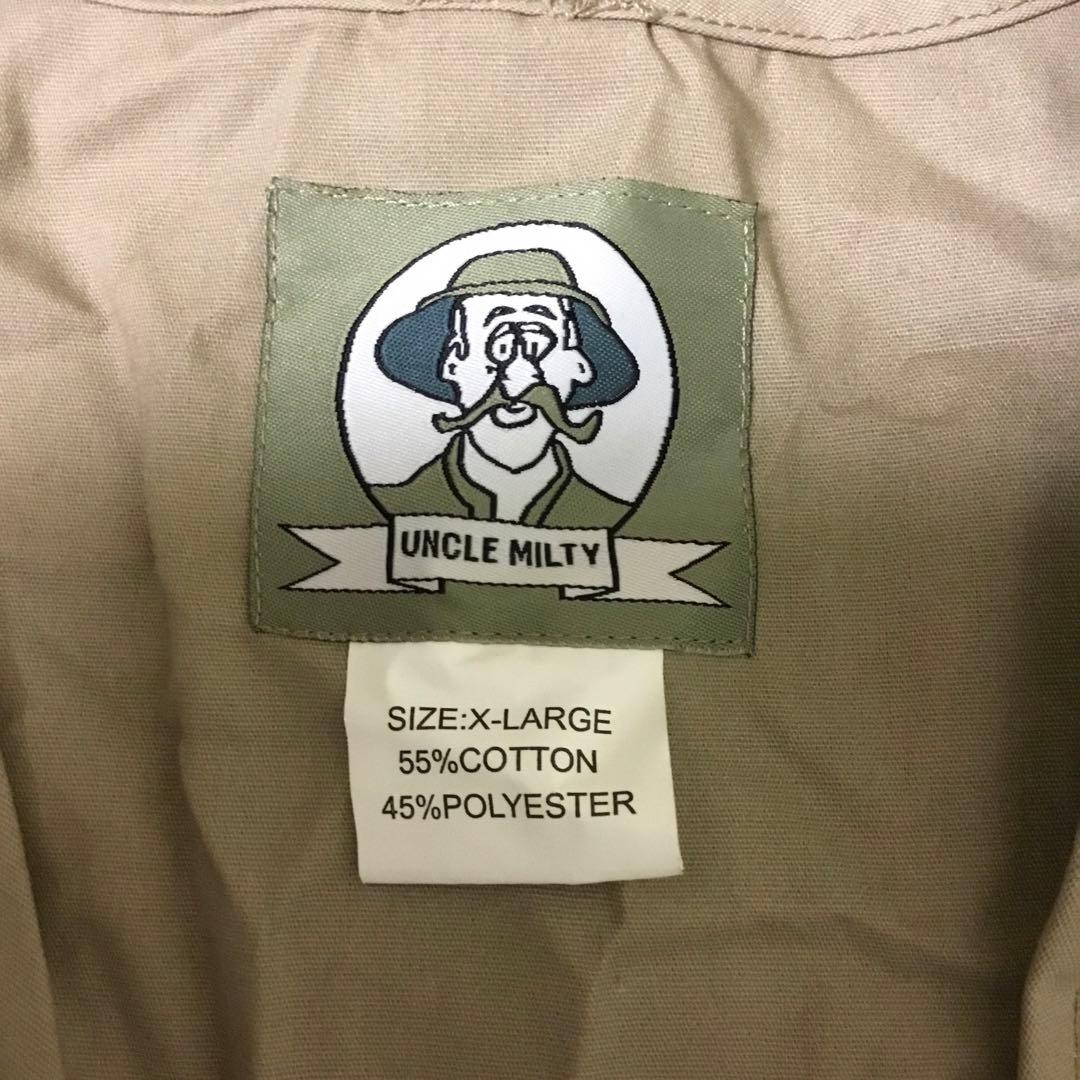 UNCLE MILTY
SIZE:X-LARGE
55%COTTON
45%POLYESTER